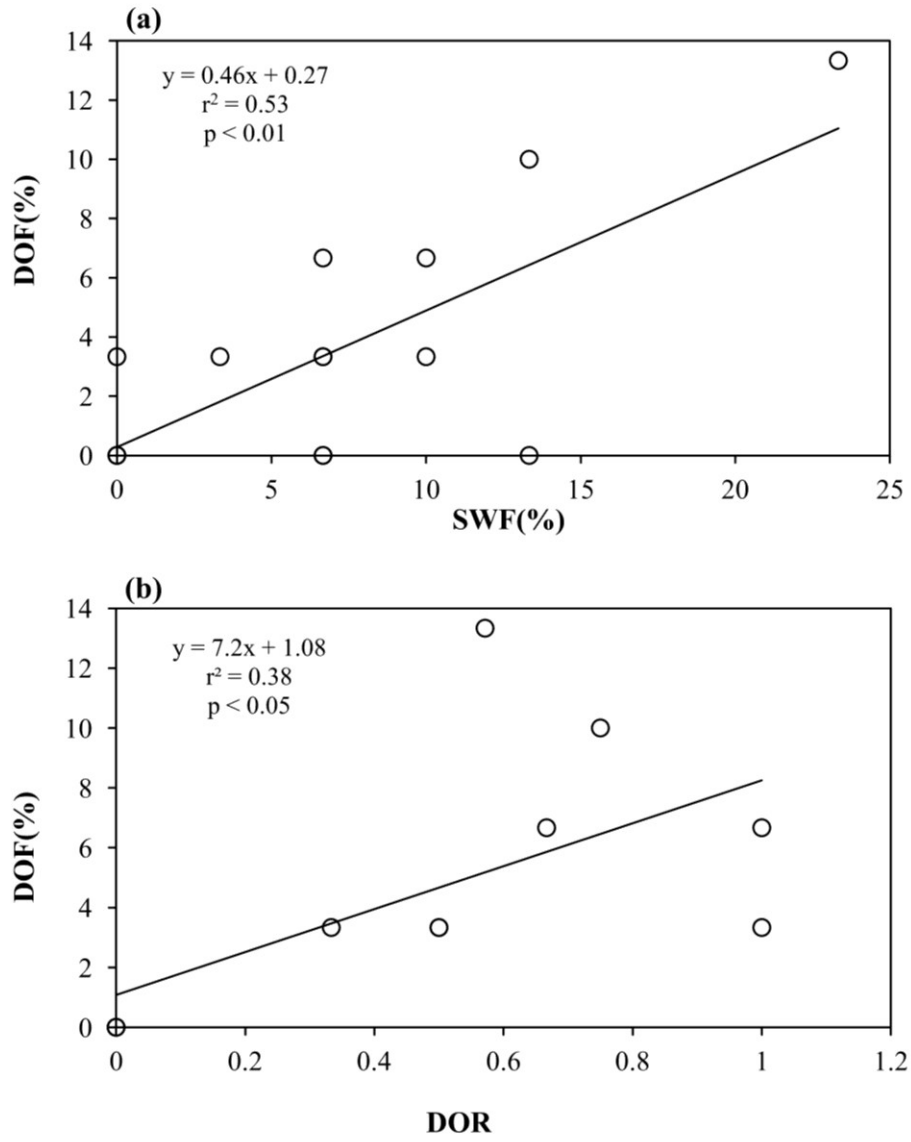 (a)
14
12
10
8
6
4
2
0
y = 0.46x + 0.27
r² = 0.53
p < 0.01
DOF(%)
0 5 10 15 20 25
SWF(%)
(b)
14
12
10
8
6
4
2
0
y = 7.2x + 1.08
r² = 0.38
p < 0.05
DOF(%)
0 0.2 0.4 0.6 0.8 1 1.2
DOR